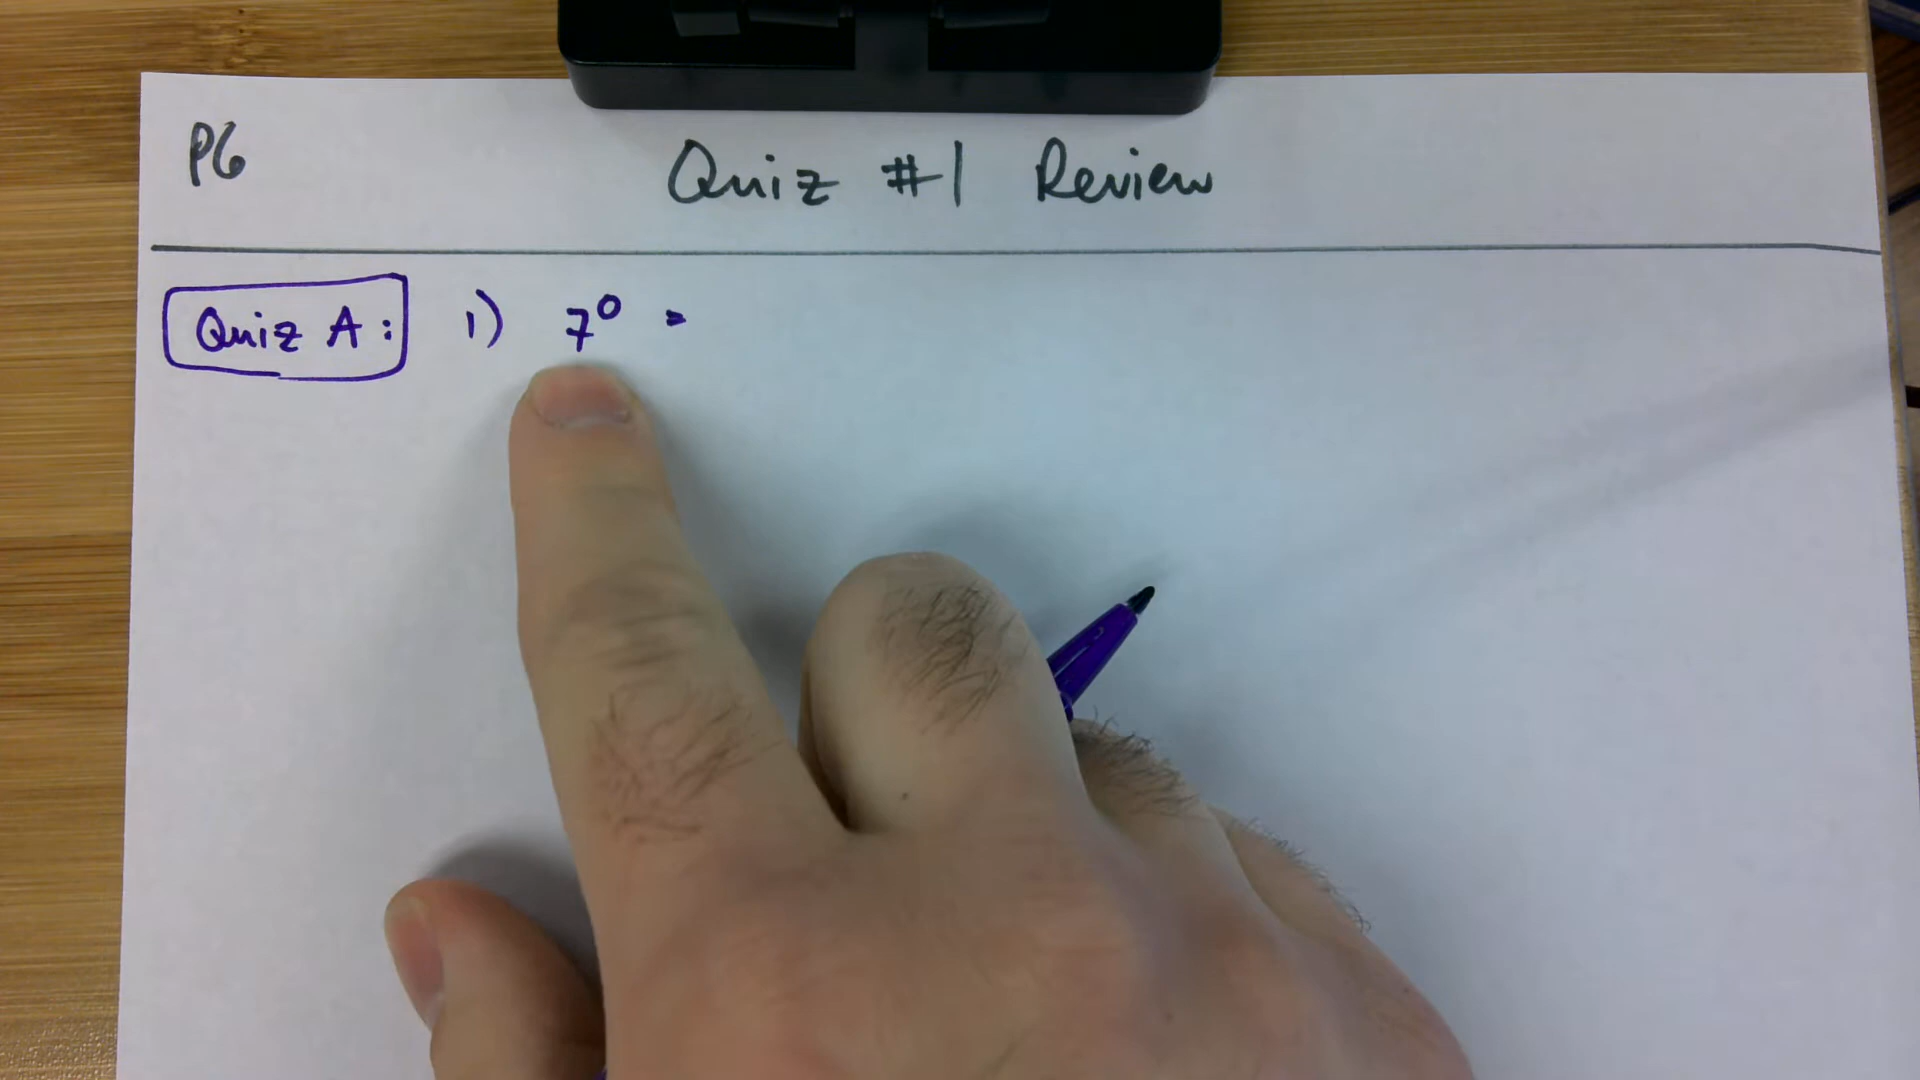 P6
Quiz #1 Review
Quiz A: 1) 7⁰ =